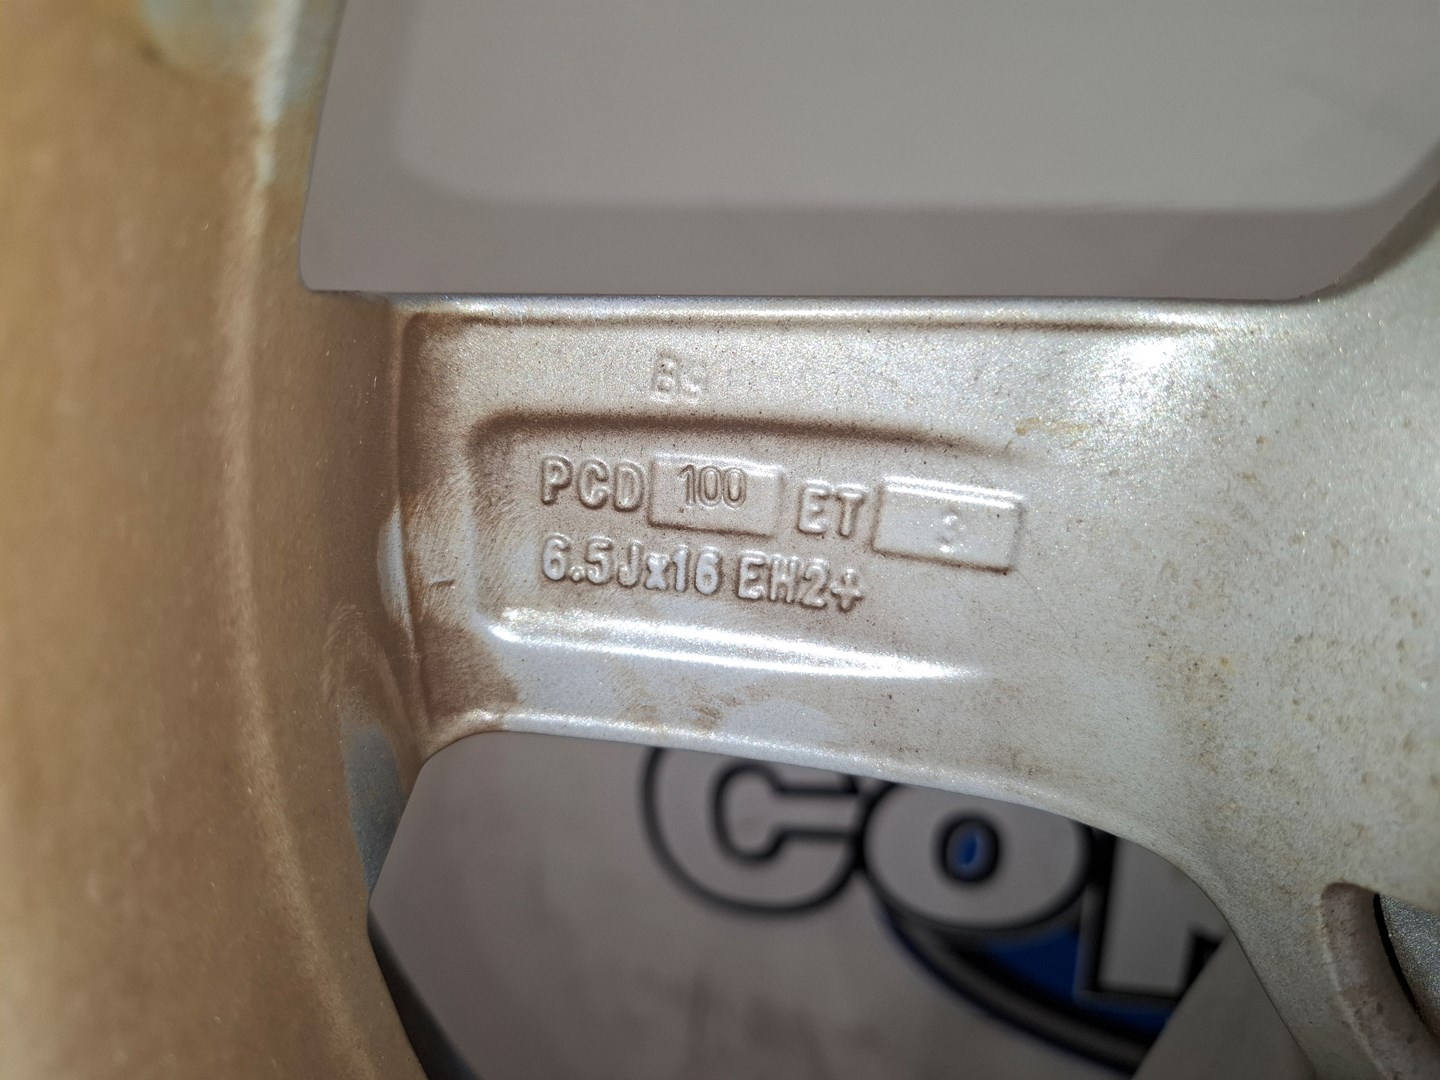 PCD 100 ET
6.5Jx16 EH2+